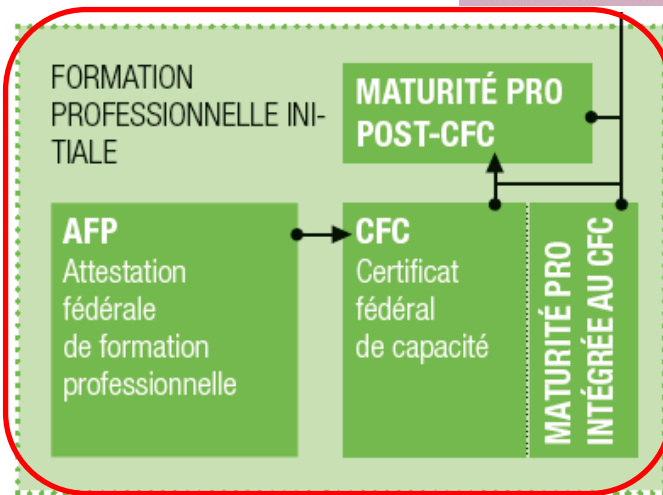 FORMATION
PROFESSIONNELLE INI-
TIALE
MATURITÉ PRO
POST-CFC
AFP
Attestation
fédérale
de formation
professionnelle
CFC
Certificat
fédéral
de capacité
MATURITÉ PRO
INTÉGRÉE AU CFC